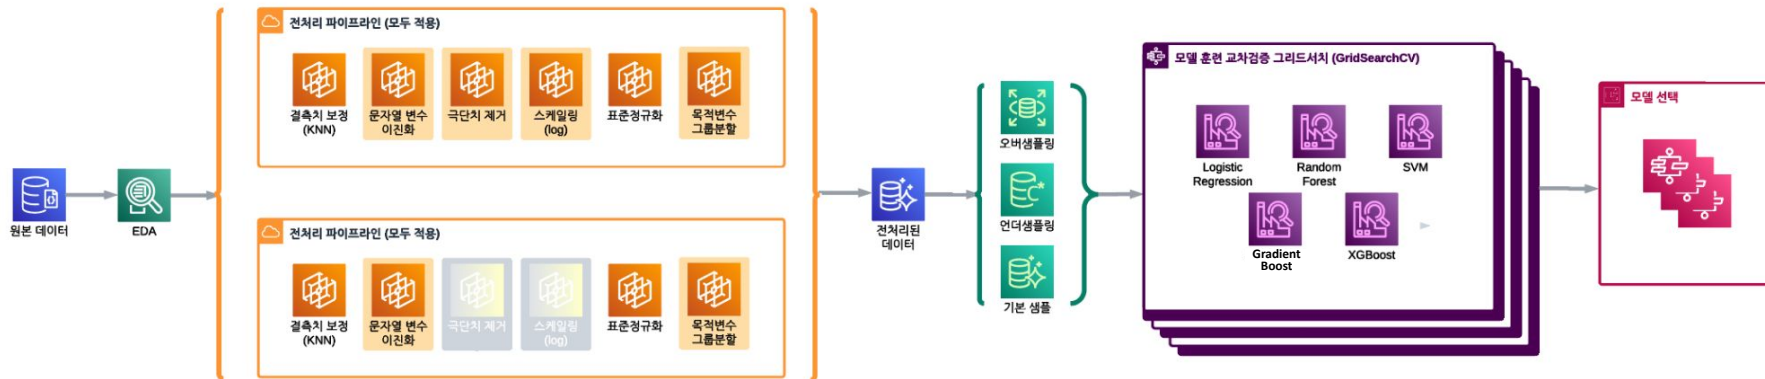 원본 데이터
EDA
전처리 파이프라인 (모두 적용)
결측치 보정
(KNN)
문자열 변수
이진화
극단치 제거
스케일링
(log)
표준정규화
목적변수
그룹분할
전처리 파이프라인 (모두 적용)
결측치 보정
(KNN)
문자열 변수
이진화
극단치 제거
스케일링
(log)
표준정규화
목적변수
그룹분할
전처리된
데이터
오버샘플링
언더샘플링
기본 샘플
모델 훈련 교차검증 그리드서치 (GridSearchCV)
Logistic
Regression
Random
Forest
SVM
Gradient
Boost
XGBoost
모델 선택